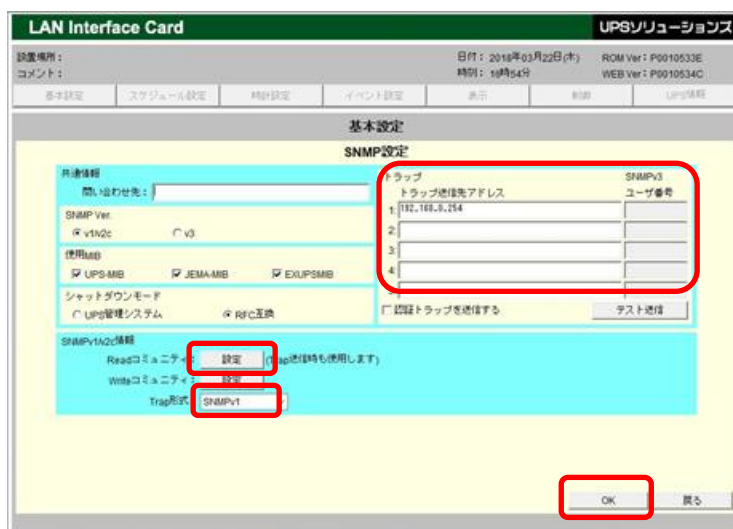 LAN Interface Card
UPSソリューションズ
設置場所：
コメント：
日付：2018年03月22日(木)
時刻：16時54分
ROM Ver：P0010533E
WEB Ver：P0010534C
基本設定 スケジュール設定 時計設定 イベント設定 表示 制御 UPS情報
基本設定
SNMP設定
共通情報
問い合わせ先：
SNMP Ver.
v1/v2c v3
使用MIB
UPS-MIB JEMA-MIB EXUPSMIB
シャットダウンモード
UPS管理システム RFC互換
トラップ SNMPv3
トラップ送信先アドレス ユーザ番号
1: 192.168.0.254
2:
3:
4:
認証トラップを送信する テスト送信
SNMPv1/v2c情報
Readコミュニティ： 設定 (Trap送信時も使用します)
Writeコミュニティ： 設定
Trap形式： SNMPv1
OK 戻る